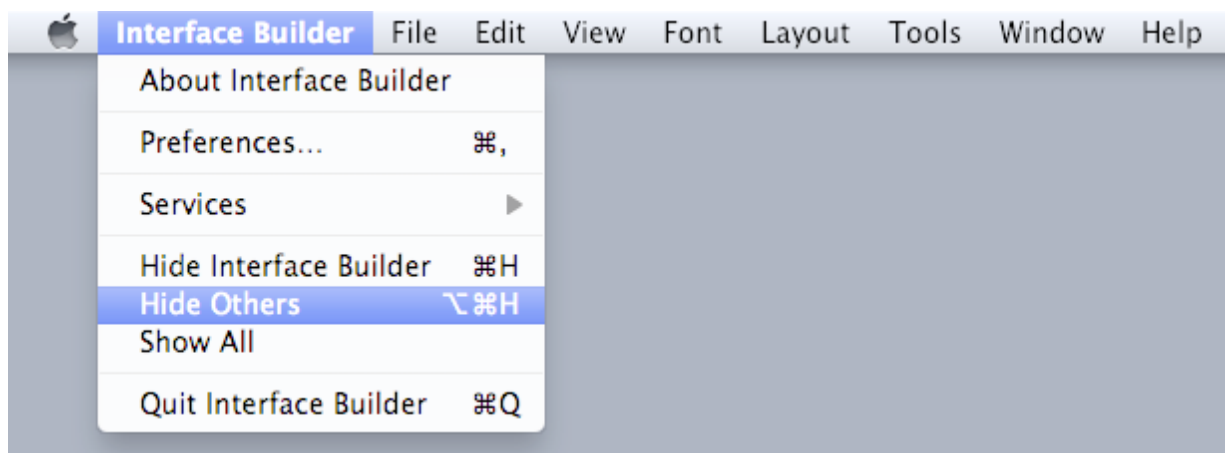 Interface Builder File Edit View Font Layout Tools Window Help
About Interface Builder
Preferences... ⌘,
Services
Hide Interface Builder ⌘H
Hide Others ⌥⌘H
Show All
Quit Interface Builder ⌘Q